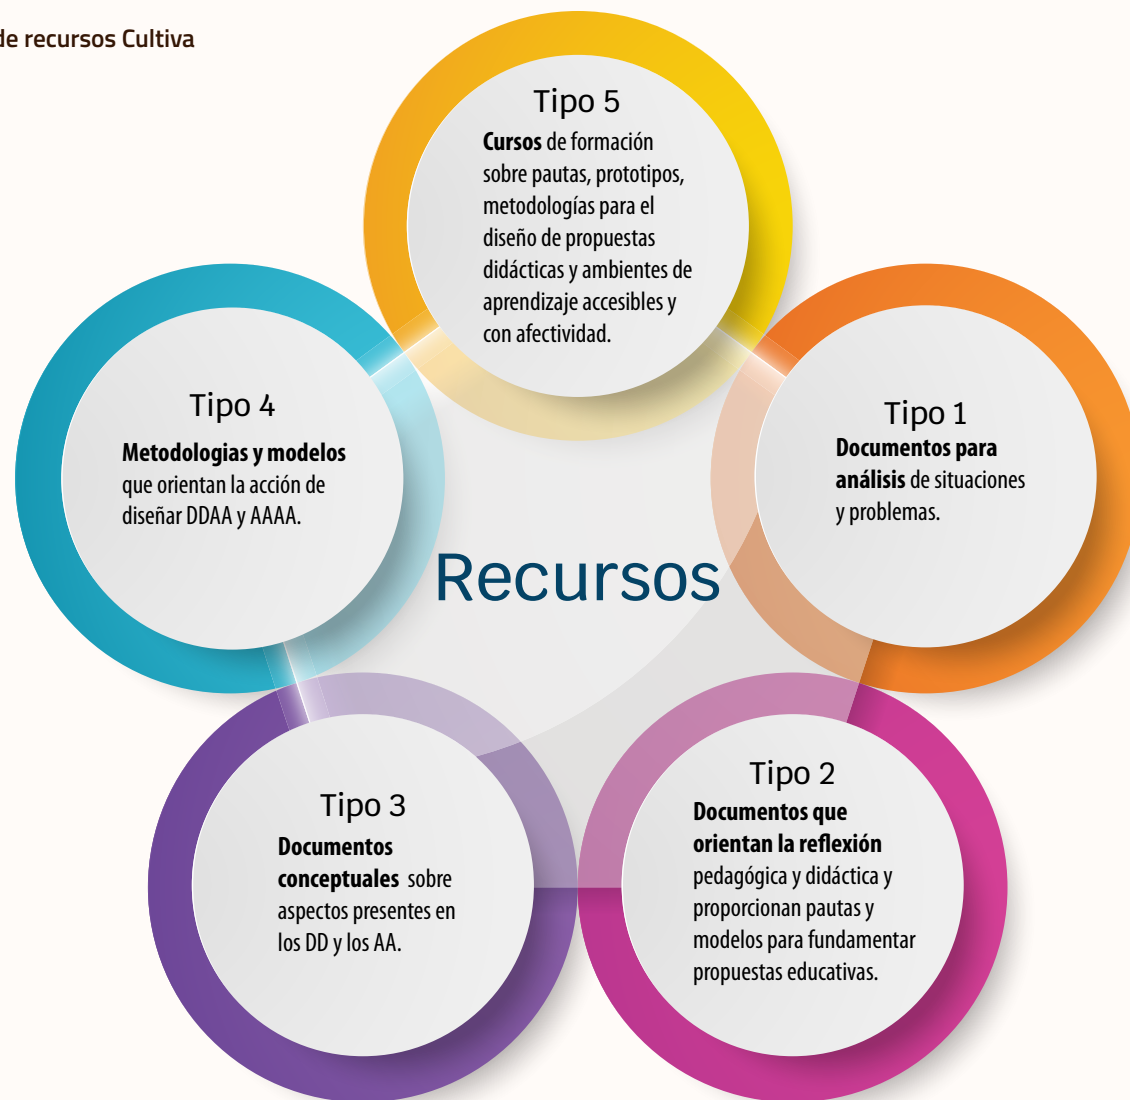 de recursos Cultiva
Tipo 5
Cursos de formación
sobre pautas, prototipos,
metodologías para el
diseño de propuestas
didácticas y ambientes de
aprendizaje accesibles y
con afectividad.
Tipo 4
Metodologias y modelos
que orientan la acción de
diseñar DDAA y AAAA.
Tipo 1
Documentos para
análisis de situaciones
y problemas.
Recursos
Tipo 3
Documentos
conceptuales sobre
aspectos presentes en
los DD y los AA.
Tipo 2
Documentos que
orientan la reflexión
pedagógica y didáctica y
proporcionan pautas y
modelos para fundamentar
propuestas educativas.